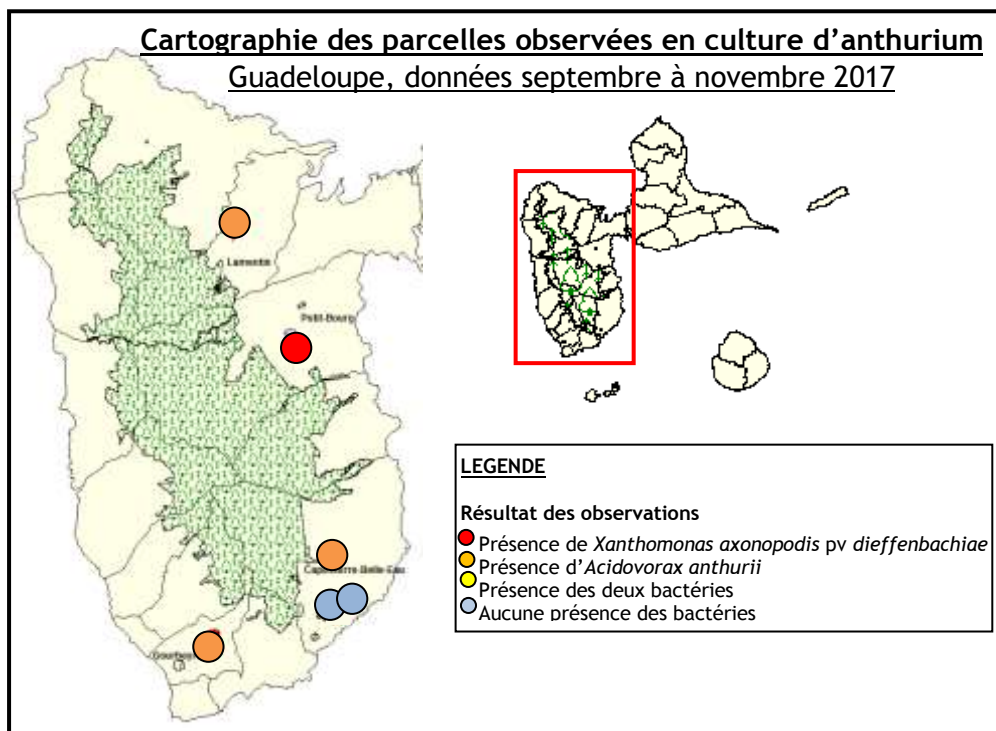 Cartographie des parcelles observées en culture d’anthurium
Guadeloupe, données septembre à novembre 2017
Lamentin
Petit-Bourg
LEGENDE
Résultat des observations
Présence de Xanthomonas axonopodis pv dieffenbachiae
Présence d’Acidovorax anthurii
Présence des deux bactéries
Aucune présence des bactéries